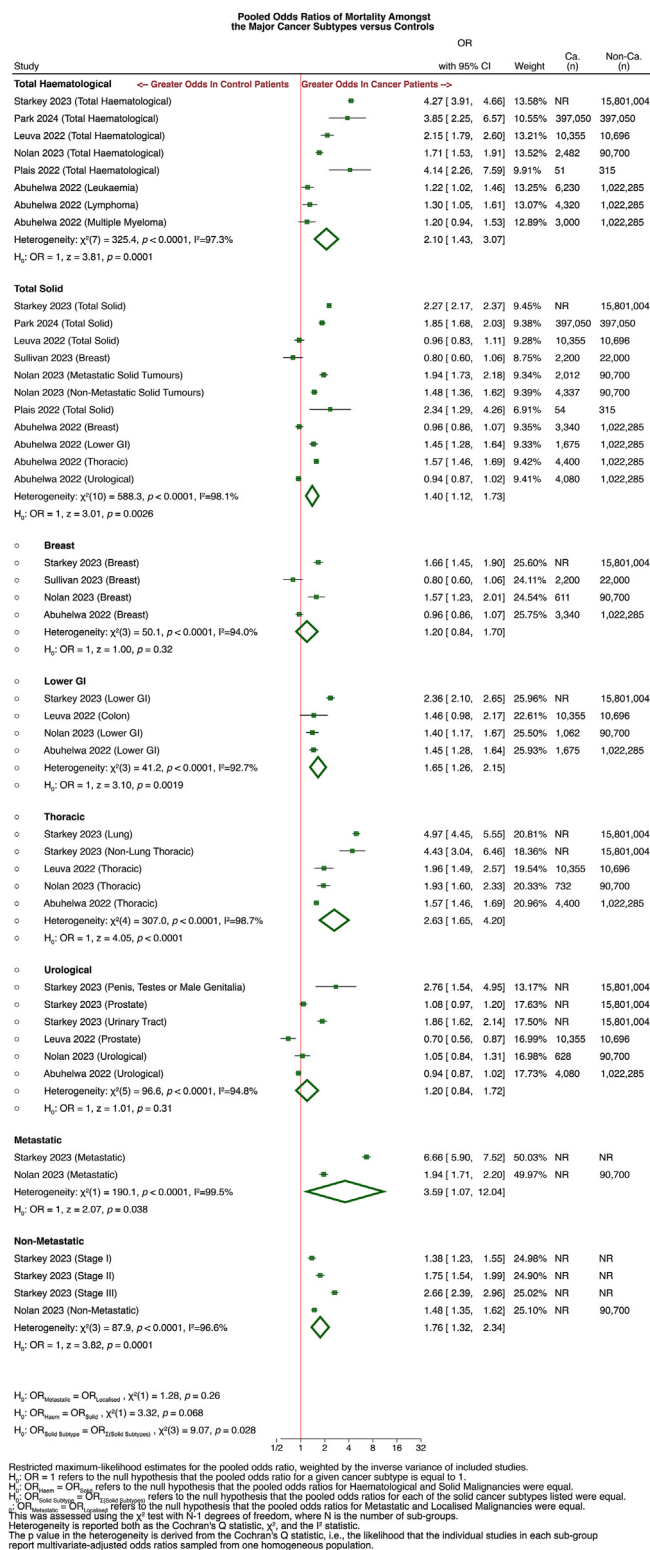 Pooled Odds Ratios of Mortality Amongst
the Major Cancer Subtypes versus Controls
OR Ca. Non-Ca.
Study with 95% CI Weight (n) (n)
Total Haematological <-- Greater Odds In Control Patients Greater Odds In Cancer Patients -->
Starkey 2023 (Total Haematological) 4.27 [ 3.91, 4.66] 13.58% NR 15,801,004
Park 2024 (Total Haematological) 3.85 [ 2.25, 6.57] 10.55% 397,050 397,050
Leuva 2022 (Total Haematological) 2.15 [ 1.79, 2.60] 13.21% 10,355 10,696
Nolan 2023 (Total Haematological) 1.71 [ 1.53, 1.91] 13.52% 2,482 90,700
Plais 2022 (Total Haematological) 4.14 [ 2.26, 7.59] 9.91% 51 315
Abuhelwa 2022 (Leukaemia) 1.22 [ 1.02, 1.46] 13.25% 6,230 1,022,285
Abuhelwa 2022 (Lymphoma) 1.30 [ 1.05, 1.61] 13.07% 4,320 1,022,285
Abuhelwa 2022 (Multiple Myeloma) 1.20 [ 0.94, 1.53] 12.89% 3,000 1,022,285
Heterogeneity: χ²(7) = 325.4, p < 0.0001, I²=97.3% 2.10 [ 1.43, 3.07]
H₀: OR = 1, z = 3.81, p = 0.0001
Total Solid
Starkey 2023 (Total Solid) 2.27 [ 2.17, 2.37] 9.45% NR 15,801,004
Park 2024 (Total Solid) 1.85 [ 1.68, 2.03] 9.38% 397,050 397,050
Leuva 2022 (Total Solid) 0.96 [ 0.83, 1.11] 9.28% 10,355 10,696
Sullivan 2023 (Breast) 0.80 [ 0.60, 1.06] 8.75% 2,200 22,000
Nolan 2023 (Metastatic Solid Tumours) 1.94 [ 1.73, 2.18] 9.34% 2,012 90,700
Nolan 2023 (Non-Metastatic Solid Tumours) 1.48 [ 1.36, 1.62] 9.39% 4,337 90,700
Plais 2022 (Total Solid) 2.34 [ 1.29, 4.26] 6.91% 54 315
Abuhelwa 2022 (Breast) 0.96 [ 0.86, 1.07] 9.35% 3,340 1,022,285
Abuhelwa 2022 (Lower GI) 1.45 [ 1.28, 1.64] 9.33% 1,675 1,022,285
Abuhelwa 2022 (Thoracic) 1.57 [ 1.46, 1.69] 9.42% 4,400 1,022,285
Abuhelwa 2022 (Urological) 0.94 [ 0.87, 1.02] 9.41% 4,080 1,022,285
Heterogeneity: χ²(10) = 588.3, p < 0.0001, I²=98.1% 1.40 [ 1.12, 1.73]
H₀: OR = 1, z = 3.01, p = 0.0026
○ Breast
○ Starkey 2023 (Breast) 1.66 [ 1.45, 1.90] 25.60% NR 15,801,004
○ Sullivan 2023 (Breast) 0.80 [ 0.60, 1.06] 24.11% 2,200 22,000
○ Nolan 2023 (Breast) 1.57 [ 1.23, 2.01] 24.54% 611 90,700
○ Abuhelwa 2022 (Breast) 0.96 [ 0.86, 1.07] 25.75% 3,340 1,022,285
○ Heterogeneity: χ²(3) = 50.1, p < 0.0001, I²=94.0% 1.20 [ 0.84, 1.70]
○ H₀: OR = 1, z = 1.00, p = 0.32
○ Lower GI
○ Starkey 2023 (Lower GI) 2.36 [ 2.10, 2.65] 25.96% NR 15,801,004
○ Leuva 2022 (Colon) 1.46 [ 0.98, 2.17] 22.61% 10,355 10,696
○ Nolan 2023 (Lower GI) 1.40 [ 1.17, 1.67] 25.50% 1,062 90,700
○ Abuhelwa 2022 (Lower GI) 1.45 [ 1.28, 1.64] 25.93% 1,675 1,022,285
○ Heterogeneity: χ²(3) = 41.2, p < 0.0001, I²=92.7% 1.65 [ 1.26, 2.15]
○ H₀: OR = 1, z = 3.10, p = 0.0019
○ Thoracic
○ Starkey 2023 (Lung) 4.97 [ 4.45, 5.55] 20.81% NR 15,801,004
○ Starkey 2023 (Non-Lung Thoracic) 4.43 [ 3.04, 6.46] 18.36% NR 15,801,004
○ Leuva 2022 (Thoracic) 1.96 [ 1.49, 2.57] 19.54% 10,355 10,696
○ Nolan 2023 (Thoracic) 1.93 [ 1.60, 2.33] 20.33% 732 90,700
○ Abuhelwa 2022 (Thoracic) 1.57 [ 1.46, 1.69] 20.96% 4,400 1,022,285
○ Heterogeneity: χ²(4) = 307.0, p < 0.0001, I²=98.7% 2.63 [ 1.65, 4.20]
○ H₀: OR = 1, z = 4.05, p < 0.0001
○ Urological
○ Starkey 2023 (Penis, Testes or Male Genitalia) 2.76 [ 1.54, 4.95] 13.17% NR 15,801,004
○ Starkey 2023 (Prostate) 1.08 [ 0.97, 1.20] 17.63% NR 15,801,004
○ Starkey 2023 (Urinary Tract) 1.86 [ 1.62, 2.14] 17.50% NR 15,801,004
○ Leuva 2022 (Prostate) 0.70 [ 0.56, 0.87] 16.99% 10,355 10,696
○ Nolan 2023 (Urological) 1.05 [ 0.84, 1.31] 16.98% 628 90,700
○ Abuhelwa 2022 (Urological) 0.94 [ 0.87, 1.02] 17.73% 4,080 1,022,285
○ Heterogeneity: χ²(5) = 96.6, p < 0.0001, I²=94.8% 1.20 [ 0.84, 1.72]
○ H₀: OR = 1, z = 1.01, p = 0.31
Metastatic
Starkey 2023 (Metastatic) 6.66 [ 5.90, 7.52] 50.03% NR NR
Nolan 2023 (Metastatic) 1.94 [ 1.71, 2.20] 49.97% NR 90,700
Heterogeneity: χ²(1) = 190.1, p < 0.0001, I²=99.5% 3.59 [ 1.07, 12.04]
H₀: OR = 1, z = 2.07, p = 0.038
Non-Metastatic
Starkey 2023 (Stage I) 1.38 [ 1.23, 1.55] 24.98% NR NR
Starkey 2023 (Stage II) 1.75 [ 1.54, 1.99] 24.90% NR NR
Starkey 2023 (Stage III) 2.66 [ 2.39, 2.96] 25.02% NR NR
Nolan 2023 (Non-Metastatic) 1.48 [ 1.35, 1.62] 25.10% NR 90,700
Heterogeneity: χ²(3) = 87.9, p < 0.0001, I²=96.6% 1.76 [ 1.32, 2.34]
H₀: OR = 1, z = 3.82, p = 0.0001
H₀: OR Metastatic = OR Localised , χ²(1) = 1.28, p = 0.26
H₀: OR Haem = OR Solid , χ²(1) = 3.32, p = 0.068
H₀: OR Solid Subtype = OR Σ(Solid Subtypes) , χ²(3) = 9.07, p = 0.028
1/2 1 2 4 8 16 32
Restricted maximum-likelihood estimates for the pooled odds ratio, weighted by the inverse variance of included studies.
H₀: OR = 1 refers to the null hypothesis that the pooled odds ratio for a given cancer subtype is equal to 1.
H₀: OR Haem = OR Solid refers to the null hypothesis that the pooled odds ratios for Haematological and Solid Malignancies were equal.
H₀: OR Solid Subtype = OR Σ(Solid Subtypes) refers to the null hypothesis that the pooled odds ratios for each of the solid cancer subtypes listed were equal.
: OR Metastatic = OR Localised refers to the null hypothesis that the pooled odds ratios for Metastatic and Localised Malignancies were equal.
This was assessed using the χ² test with N-1 degrees of freedom, where N is the number of sub-groups.
Heterogeneity is reported both as the Cochran's Q statistic, χ², and the I² statistic.
The p value in the heterogeneity is derived from the Cochran's Q statistic, i.e., the likelihood that the individual studies in each sub-group
report multivariate-adjusted odds ratios sampled from one homogeneous population.